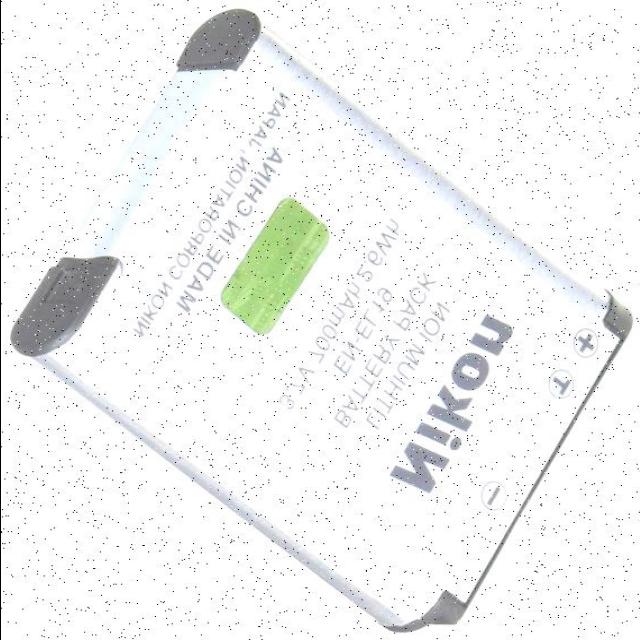 Nikon
LITHIUM ION
BATTERY PACK
EN-EL19
3.7V 700mAh 2.6Wh
MADE IN CHINA
NIKON CORPORATION, JAPAN
+
T
−